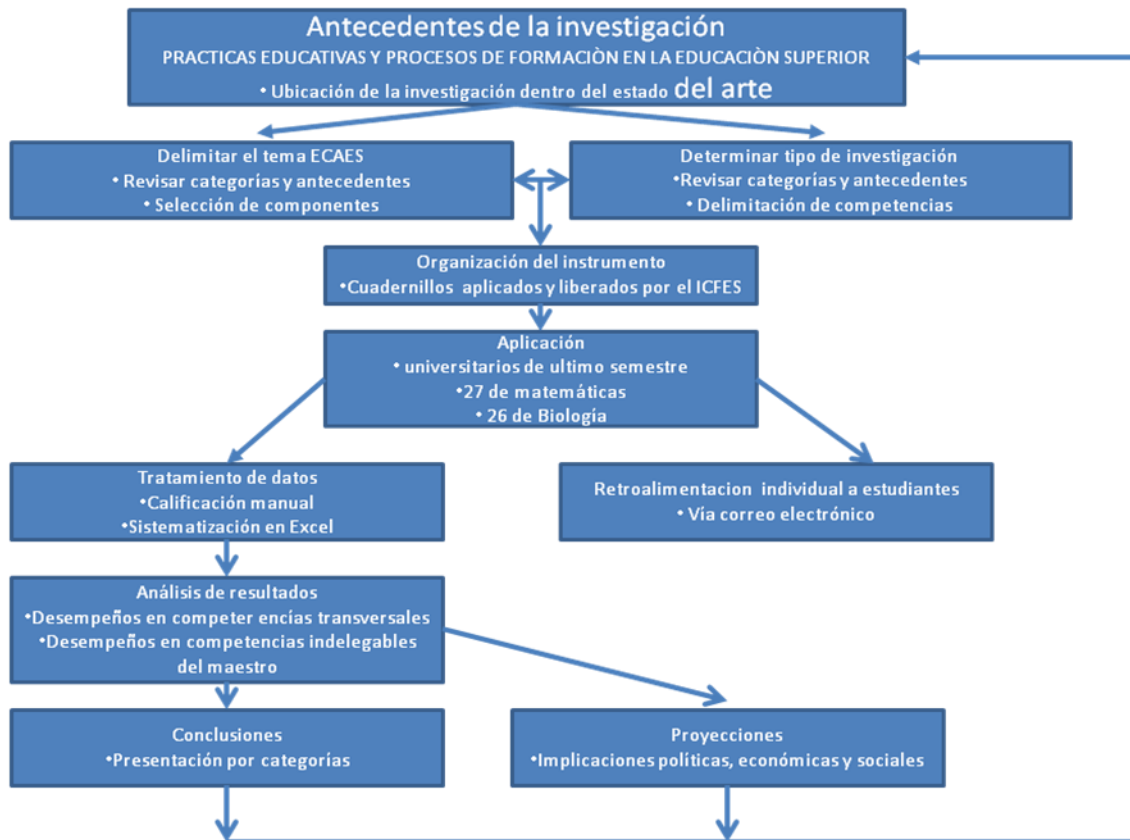 Antecedentes de la investigación
PRACTICAS EDUCATIVAS Y PROCESOS DE FORMACIÒN EN LA EDUCACIÒN SUPERIOR
• Ubicación de la investigación dentro del estado del arte
Delimitar el tema ECAES
• Revisar categorías y antecedentes
• Selección de componentes
Determinar tipo de investigación
•Revisar categorías y antecedentes
• Delimitación de competencias
Organización del instrumento
•Cuadernillos aplicados y liberados por el ICFES
Aplicación
• universitarios de ultimo semestre
•27 de matemáticas
• 26 de Biología
Tratamiento de datos
• Calificación manual
•Sistematización en Excel
Retroalimentacion individual a estudiantes
• Vía correo electrónico
Análisis de resultados
•Desempeños en competer encías transversales
•Desempeños en competencias indelegables
del maestro
Conclusiones
•Presentación por categorías
Proyecciones
•Implicaciones políticas, económicas y sociales